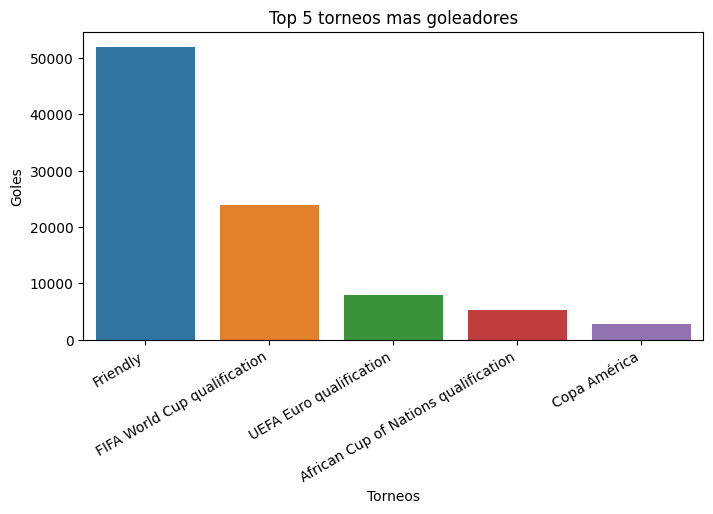 Top 5 torneos mas goleadores
Goles
50000
40000
30000
20000
10000
0
Friendly
FIFA World Cup qualification
UEFA Euro qualification
African Cup of Nations qualification
Copa América
Torneos